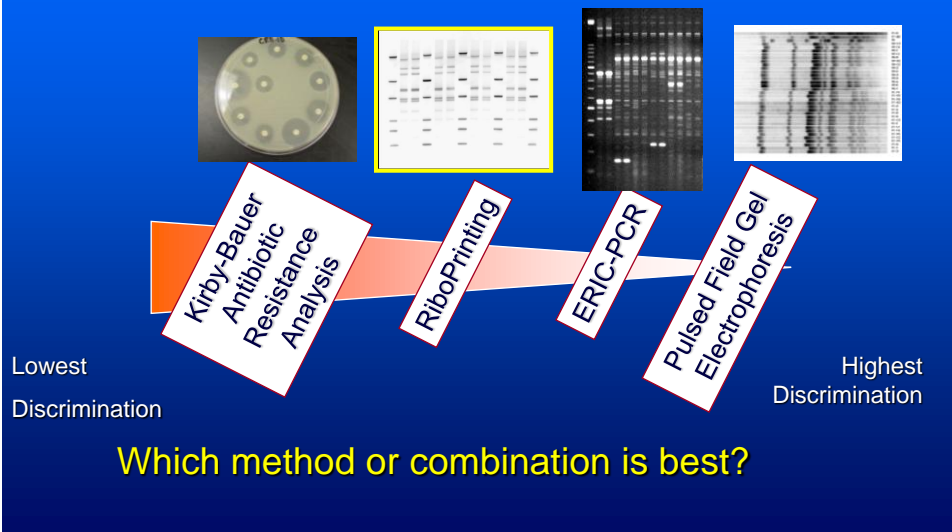 Kirby-Bauer
Antibiotic
Resistance
Analysis
RiboPrinting
ERIC-PCR
Pulsed Field Gel
Electrophoresis
Lowest
Discrimination
Highest
Discrimination
Which method or combination is best?